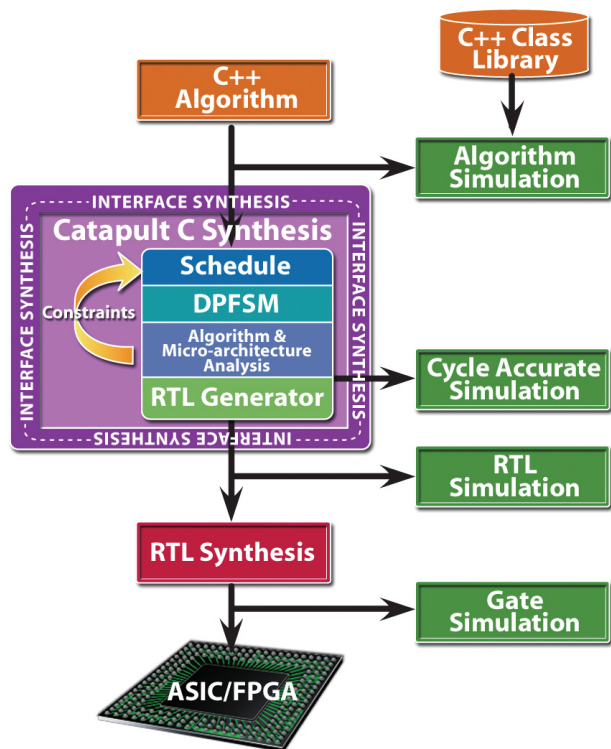 C++ Class
Library
C++
Algorithm
Algorithm
Simulation
INTERFACE SYNTHESIS
INTERFACE SYNTHESIS
INTERFACE SYNTHESIS
Catapult C Synthesis
Schedule
Constraints
DPFSM
Algorithm &
Micro-architecture
Analysis
RTL Generator
Cycle Accurate
Simulation
INTERFACE SYNTHESIS
RTL
Simulation
RTL Synthesis
Gate
Simulation
ASIC/FPGA